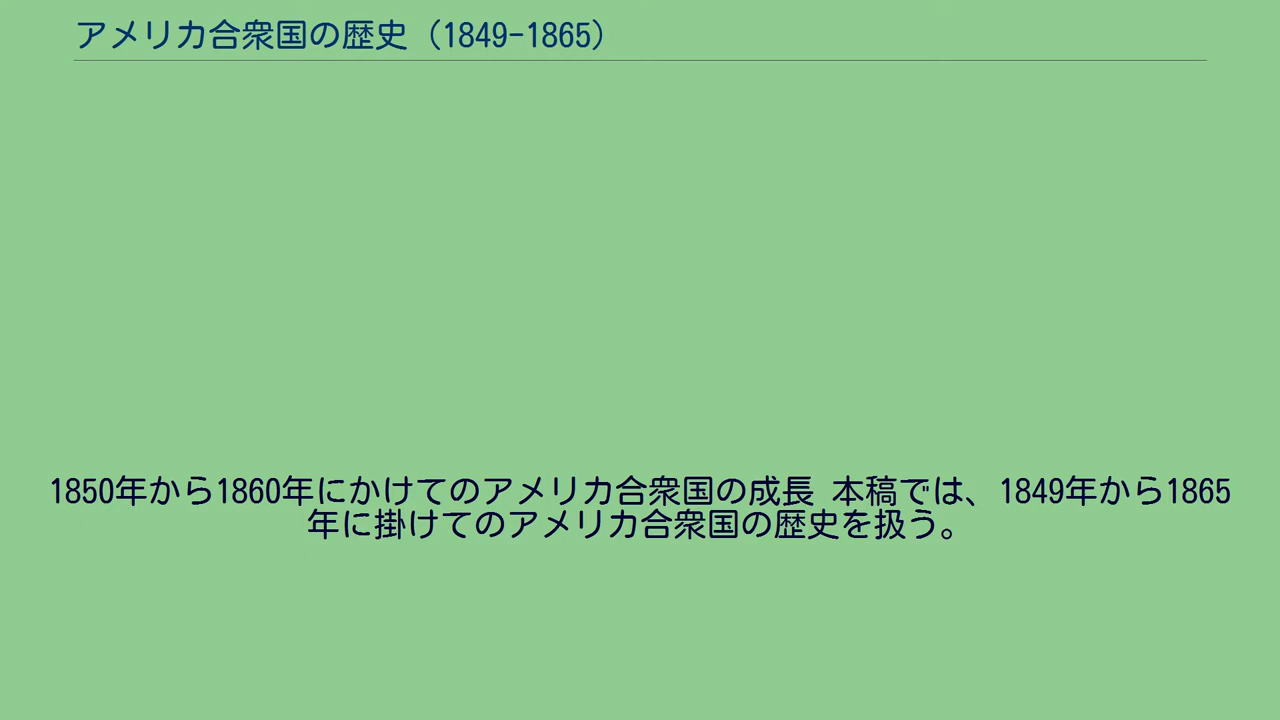 アメリカ合衆国の歴史（1849-1865）
1850年から1860年にかけてのアメリカ合衆国の成長 本稿では、1849年から1865
年に掛けてのアメリカ合衆国の歴史を扱う。